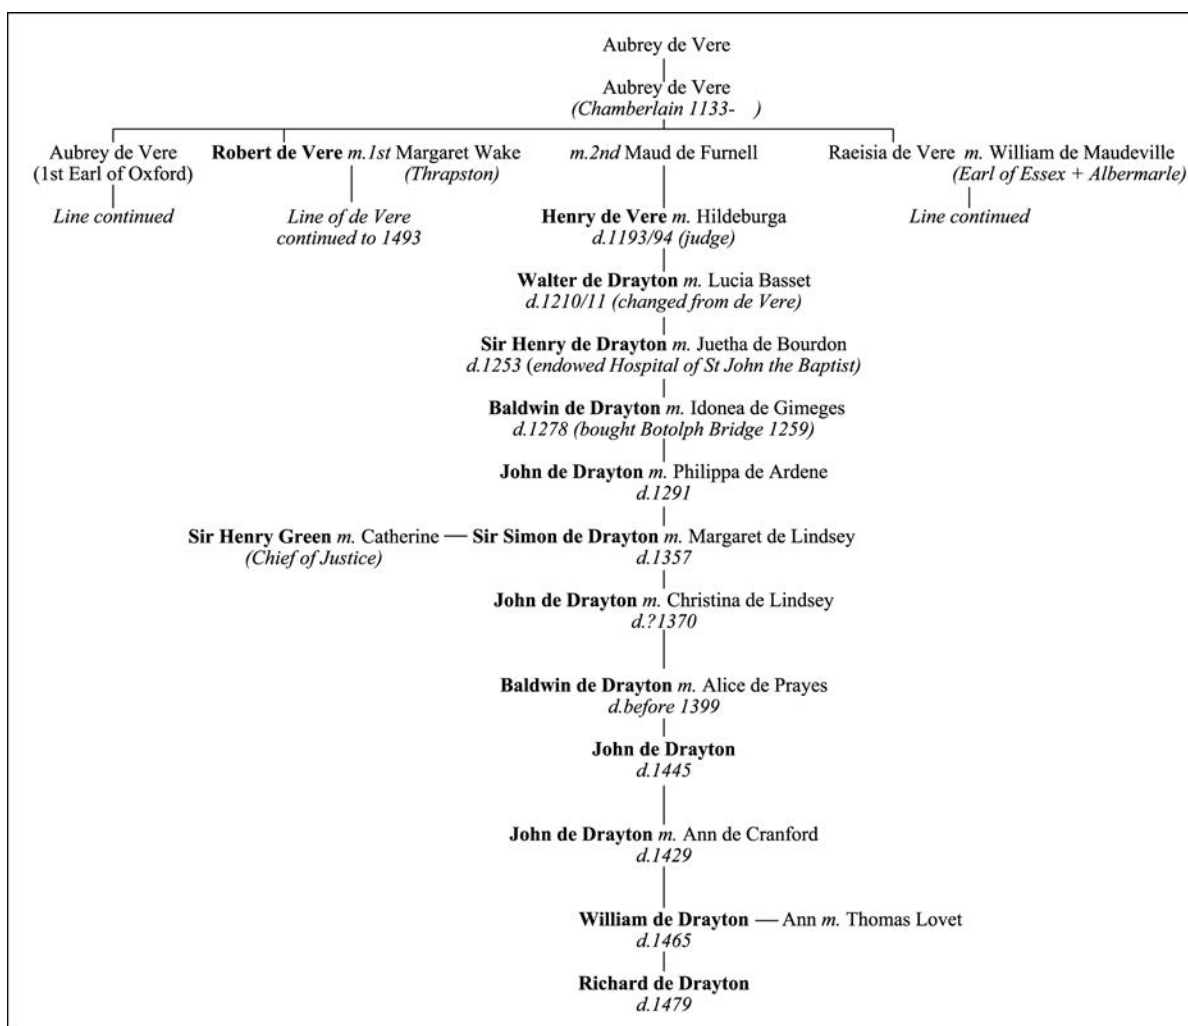 Aubrey de Vere
Aubrey de Vere
(Chamberlain 1133-    )
Aubrey de Vere
(1st Earl of Oxford)
Line continued
Robert de Vere m.1st Margaret Wake
(Thrapston)
Line of de Vere
continued to 1493
m.2nd Maud de Furnell
Raeisia de Vere m. William de Maudeville
(Earl of Essex + Albermarle)
Line continued
Henry de Vere m. Hildeburga
d.1193/94 (judge)
Walter de Drayton m. Lucia Basset
d.1210/11 (changed from de Vere)
Sir Henry de Drayton m. Juetha de Bourdon
d.1253 (endowed Hospital of St John the Baptist)
Baldwin de Drayton m. Idonea de Gimeges
d.1278 (bought Botolph Bridge 1259)
John de Drayton m. Philippa de Ardene
d.1291
Sir Henry Green m. Catherine — Sir Simon de Drayton m. Margaret de Lindsey
(Chief of Justice)
d.1357
John de Drayton m. Christina de Lindsey
d.?1370
Baldwin de Drayton m. Alice de Prayes
d.before 1399
John de Drayton
d.1445
John de Drayton m. Ann de Cranford
d.1429
William de Drayton — Ann m. Thomas Lovet
d.1465
Richard de Drayton
d.1479